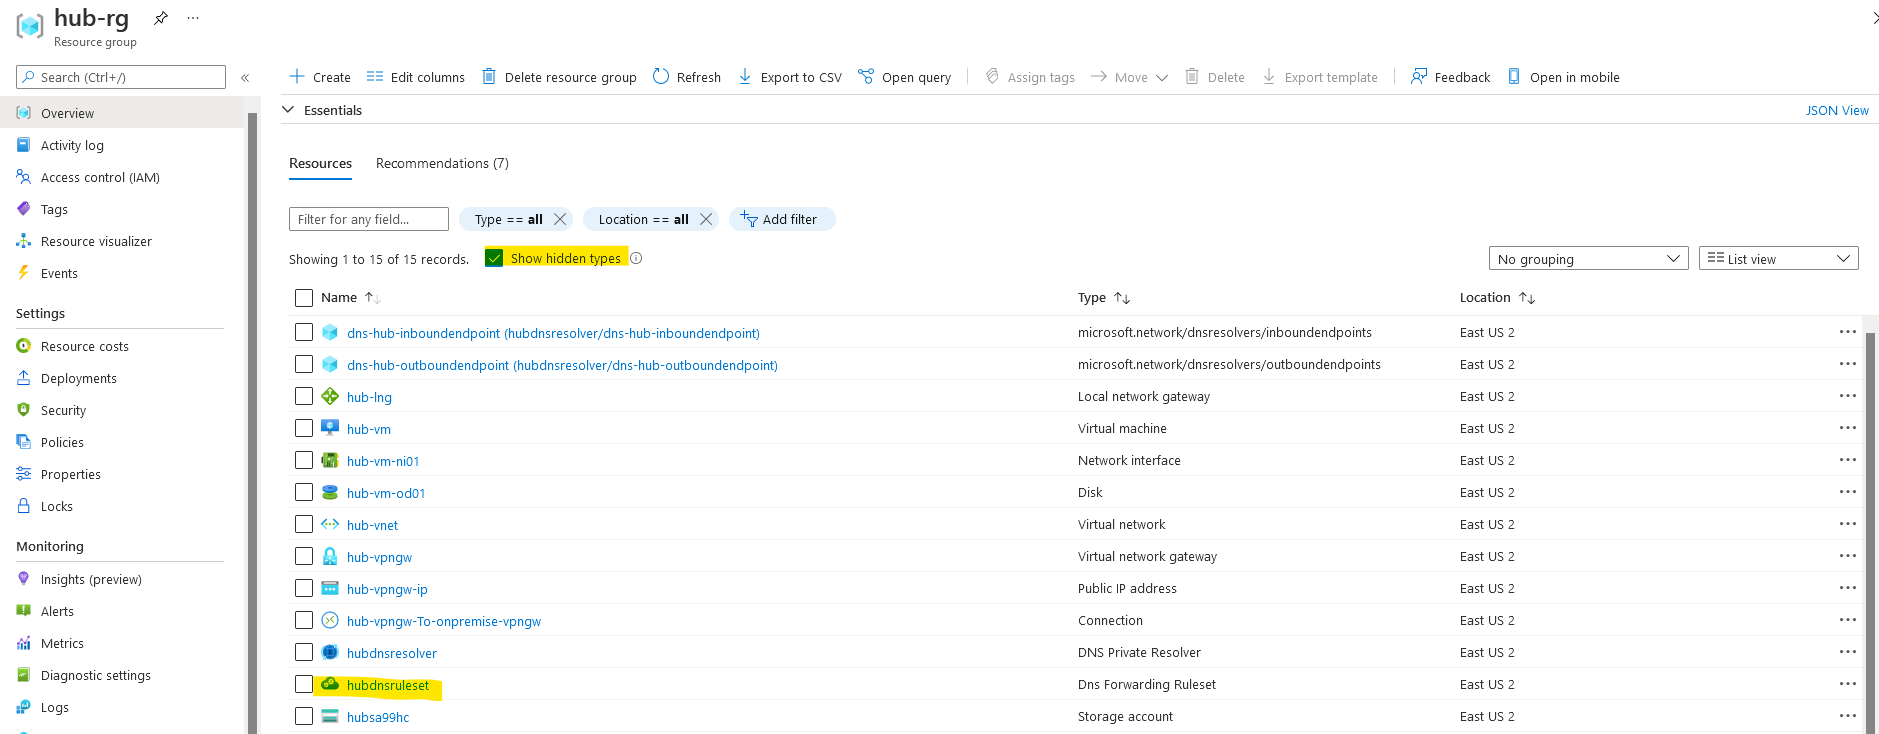 hub-rg
Resource group
Search (Ctrl+/)
Overview
Activity log
Access control (IAM)
Tags
Resource visualizer
Events
Settings
Resource costs
Deployments
Security
Policies
Properties
Locks
Monitoring
Insights (preview)
Alerts
Metrics
Diagnostic settings
Logs
Create Edit columns Delete resource group Refresh Export to CSV Open query Assign tags Move Delete Export template Feedback Open in mobile
Essentials JSON View
Resources Recommendations (7)
Filter for any field... Type == all Location == all Add filter
Showing 1 to 15 of 15 records. Show hidden types No grouping List view
Name Type Location
dns-hub-inboundendpoint (hubdnsresolver/dns-hub-inboundendpoint) microsoft.network/dnsresolvers/inboundendpoints East US 2
dns-hub-outboundendpoint (hubdnsresolver/dns-hub-outboundendpoint) microsoft.network/dnsresolvers/outboundendpoints East US 2
hub-lng Local network gateway East US 2
hub-vm Virtual machine East US 2
hub-vm-ni01 Network interface East US 2
hub-vm-od01 Disk East US 2
hub-vnet Virtual network East US 2
hub-vpngw Virtual network gateway East US 2
hub-vpngw-ip Public IP address East US 2
hub-vpngw-To-onpremise-vpngw Connection East US 2
hubdnsresolver DNS Private Resolver East US 2
hubdnsruleset Dns Forwarding Ruleset East US 2
hubsa99hc Storage account East US 2